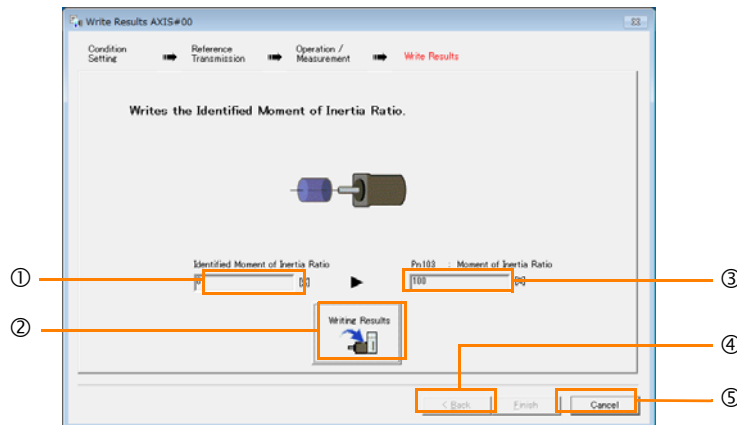 Write Results AXIS#00
Condition Setting
Reference Transmission
Operation / Measurement
Write Results
Writes the Identified Moment of Inertia Ratio.
Identified Moment of Inertia Ratio
Pn103 : Moment of Inertia Ratio
①
[%]
100
[%]
③
②
Writing Results
④
< Back
Finish
Cancel
⑤